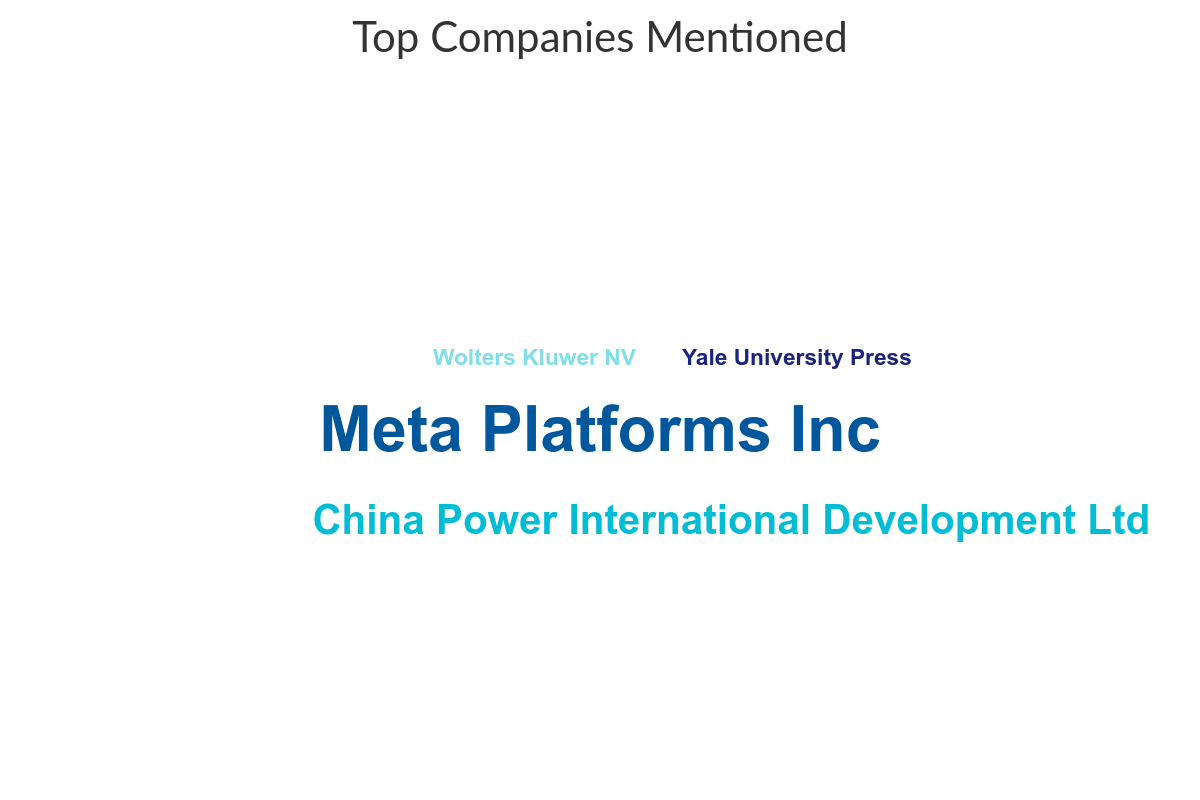 Top Companies Mentioned
Wolters Kluwer NV Yale University Press
Meta Platforms Inc
China Power International Development Ltd